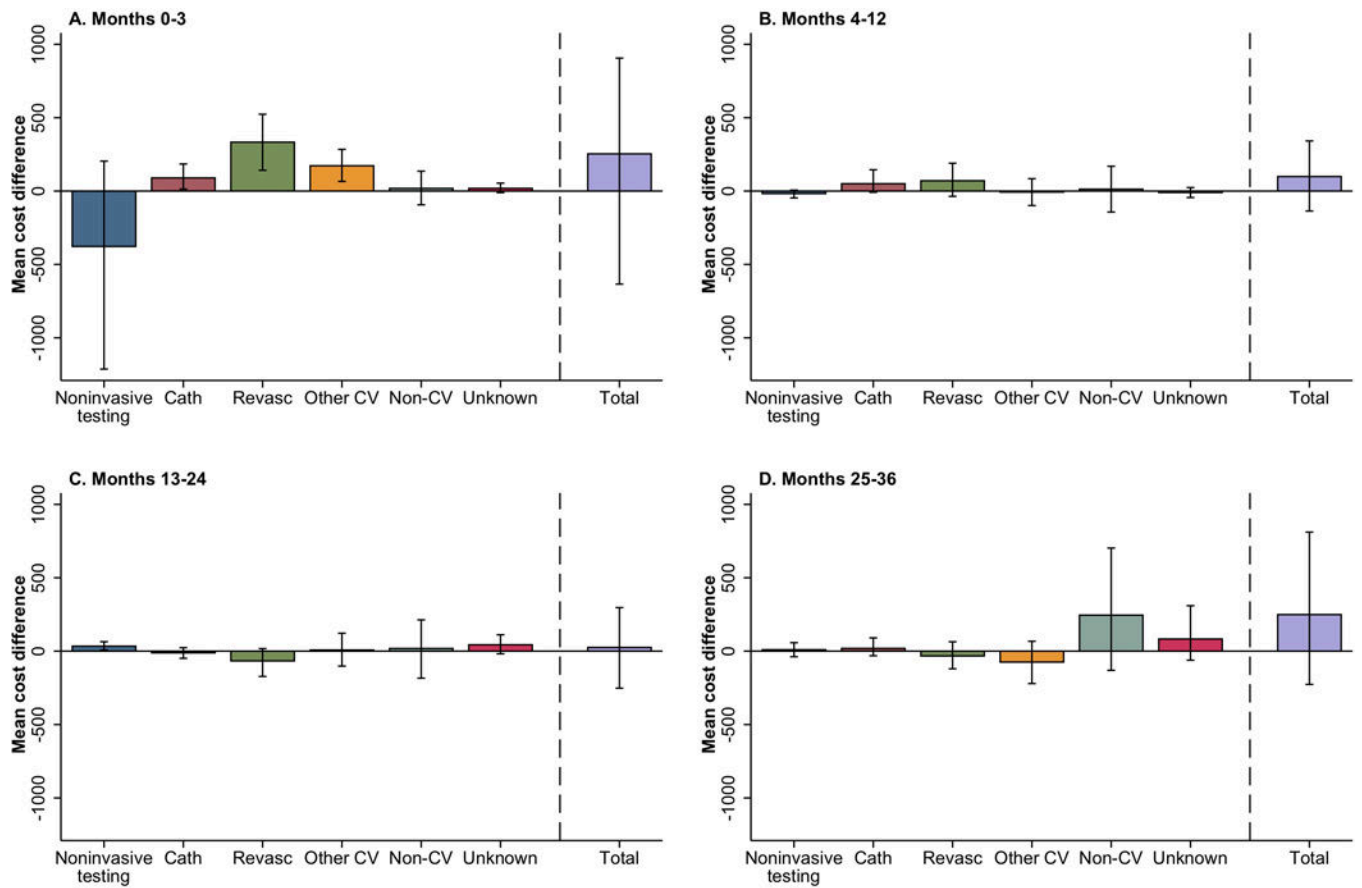 A. Months 0-3
Mean cost difference
1000
500
0
-500
-1000
Noninvasive testing
Cath
Revasc
Other CV
Non-CV
Unknown
Total
B. Months 4-12
Mean cost difference
1000
500
0
-500
-1000
Noninvasive testing
Cath
Revasc
Other CV
Non-CV
Unknown
Total
C. Months 13-24
Mean cost difference
1000
500
0
-500
-1000
Noninvasive testing
Cath
Revasc
Other CV
Non-CV
Unknown
Total
D. Months 25-36
Mean cost difference
1000
500
0
-500
-1000
Noninvasive testing
Cath
Revasc
Other CV
Non-CV
Unknown
Total